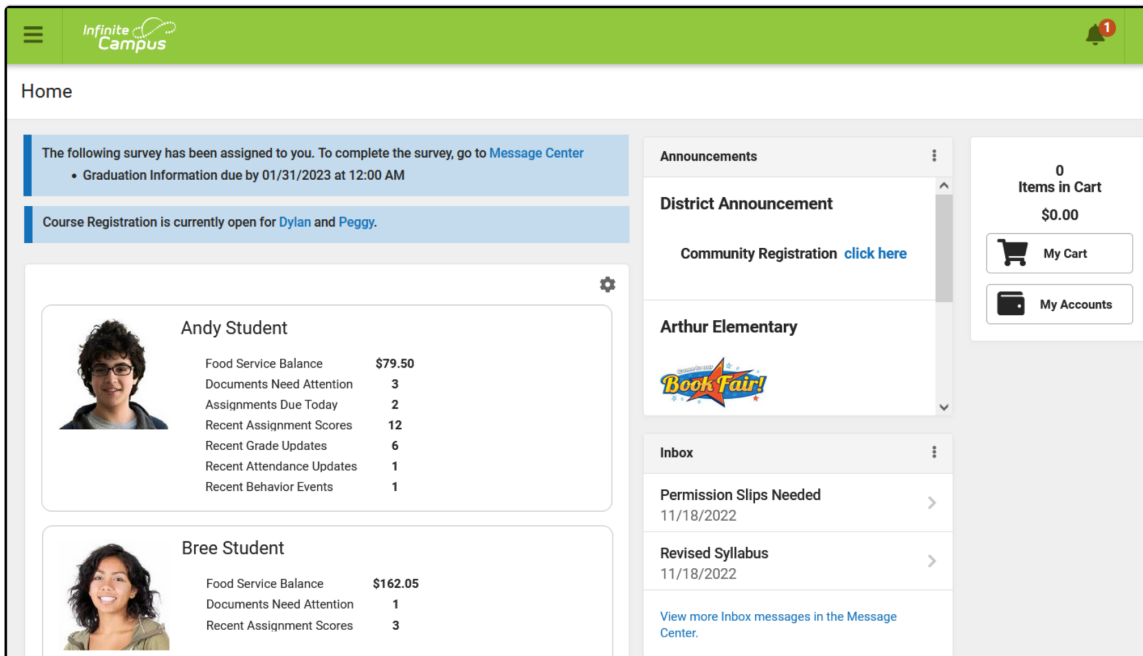 Infinite
Campus
1
Home
The following survey has been assigned to you. To complete the survey, go to Message Center
• Graduation Information due by 01/31/2023 at 12:00 AM
Course Registration is currently open for Dylan and Peggy.
Andy Student
Food Service Balance $79.50
Documents Need Attention 3
Assignments Due Today 2
Recent Assignment Scores 12
Recent Grade Updates 6
Recent Attendance Updates 1
Recent Behavior Events 1
Bree Student
Food Service Balance $162.05
Documents Need Attention 1
Recent Assignment Scores 3
Announcements
District Announcement
Community Registration click here
Arthur Elementary
Book Fair!
Inbox
Permission Slips Needed
11/18/2022
Revised Syllabus
11/18/2022
View more Inbox messages in the Message
Center.
0
Items in Cart
$0.00
My Cart
My Accounts